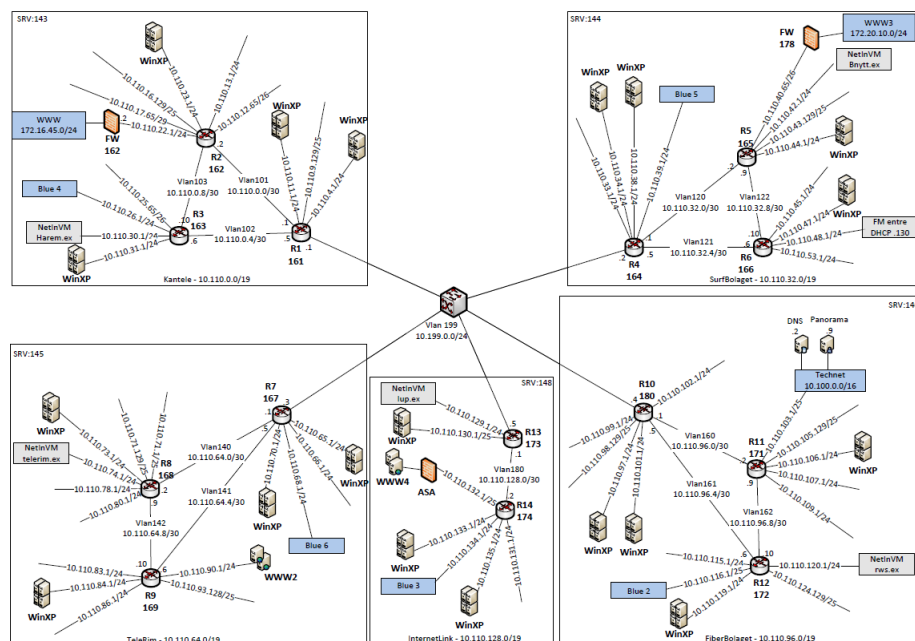 SRV:143
WinXP
10.110.23.1/24
10.110.13.1/24
10.110.16.129/25
10.110.12.65/26
10.110.17.65/29
10.110.22.1/24
WWW
172.16.45.0/24
.2
FW
162
R2
162
.2
WinXP
WinXP
10.110.11.1/24
10.110.9.129/25
10.110.4.1/24
Vlan103
10.110.0.8/30
Vlan101
10.110.0.0/30
Blue 4
10.110.25.65/26
10.110.26.1/24
NetInVM
Harem.ex
10.110.30.1/24
10.110.31.1/24
WinXP
R3
163
.10
.6
Vlan102
10.110.0.4/30
.1
.5
.1
R1
161
Kantele - 10.110.0.0/19
SRV:144
WWW3
172.20.10.0/24
FW
178
NetInVM
Bnytt.ex
WinXP
WinXP
Blue 5
10.110.40.65/26
10.110.42.1/24
10.110.43.129/25
10.110.44.1/24
WinXP
R5
165
.2
.9
10.110.33.1/24
10.110.34.1/24
10.110.38.1/24
10.110.39.1/24
Vlan120
10.110.32.0/30
Vlan122
10.110.32.8/30
10.110.45.1/24
10.110.47.1/24
10.110.48.1/24
10.110.53.1/24
WinXP
FM entre
DHCP .130
.1
.2
.5
R4
164
Vlan121
10.110.32.4/30
.10
.6
R6
166
SurfBolaget - 10.110.32.0/19
Vlan 199
10.199.0.0/24
SRV:145
WinXP
10.110.71.129/25
10.110.73.1/24
NetInVM
telerim.ex
10.110.74.1/24
10.110.78.1/24
10.110.80.1/24
R8
168
.2
.9
R7
167
.3
.1
.5
Vlan140
10.110.64.0/30
Vlan141
10.110.64.4/30
10.110.65.1/24
10.110.66.1/24
10.110.68.1/24
10.110.70.1/24
WinXP
WinXP
Blue 6
Vlan142
10.110.64.8/30
.10
.6
R9
169
10.110.83.1/24
10.110.84.1/24
10.110.86.1/24
WinXP
10.110.90.1/24
10.110.93.128/25
WWW2
TeleRim - 10.110.64.0/19
SRV:148
NetInVM
Iup.ex
10.110.129.1/24
10.110.130.1/25
WinXP
.5
R13
173
.1
Vlan180
10.110.128.0/30
WWW4
ASA
10.110.132.1/25
.2
R14
174
10.110.133.1/24
10.110.134.1/24
10.110.135.1/24
10.110.131.1/24
WinXP
Blue 3
WinXP
InternetLink - 10.110.128.0/19
SRV:14
DNS
.2
Panorama
.9
Technet
10.100.0.0/16
R10
180
.4
.1
.5
10.110.102.1/24
10.110.99.1/24
10.110.98.129/25
10.110.97.1/24
10.110.101.1/24
WinXP
WinXP
Vlan160
10.110.96.0/30
Vlan161
10.110.96.4/30
R11
171
.2
.9
10.110.103.1/25
10.110.105.129/25
10.110.106.1/24
10.110.107.1/24
10.110.109.1/24
WinXP
Vlan162
10.110.96.8/30
.10
.6
R12
172
10.110.115.1/24
10.110.116.1/25
10.110.119.1/24
Blue 2
WinXP
10.110.120.1/24
10.110.124.129/25
NetInVM
rws.ex
FiberBolaget - 10.110.96.0/19